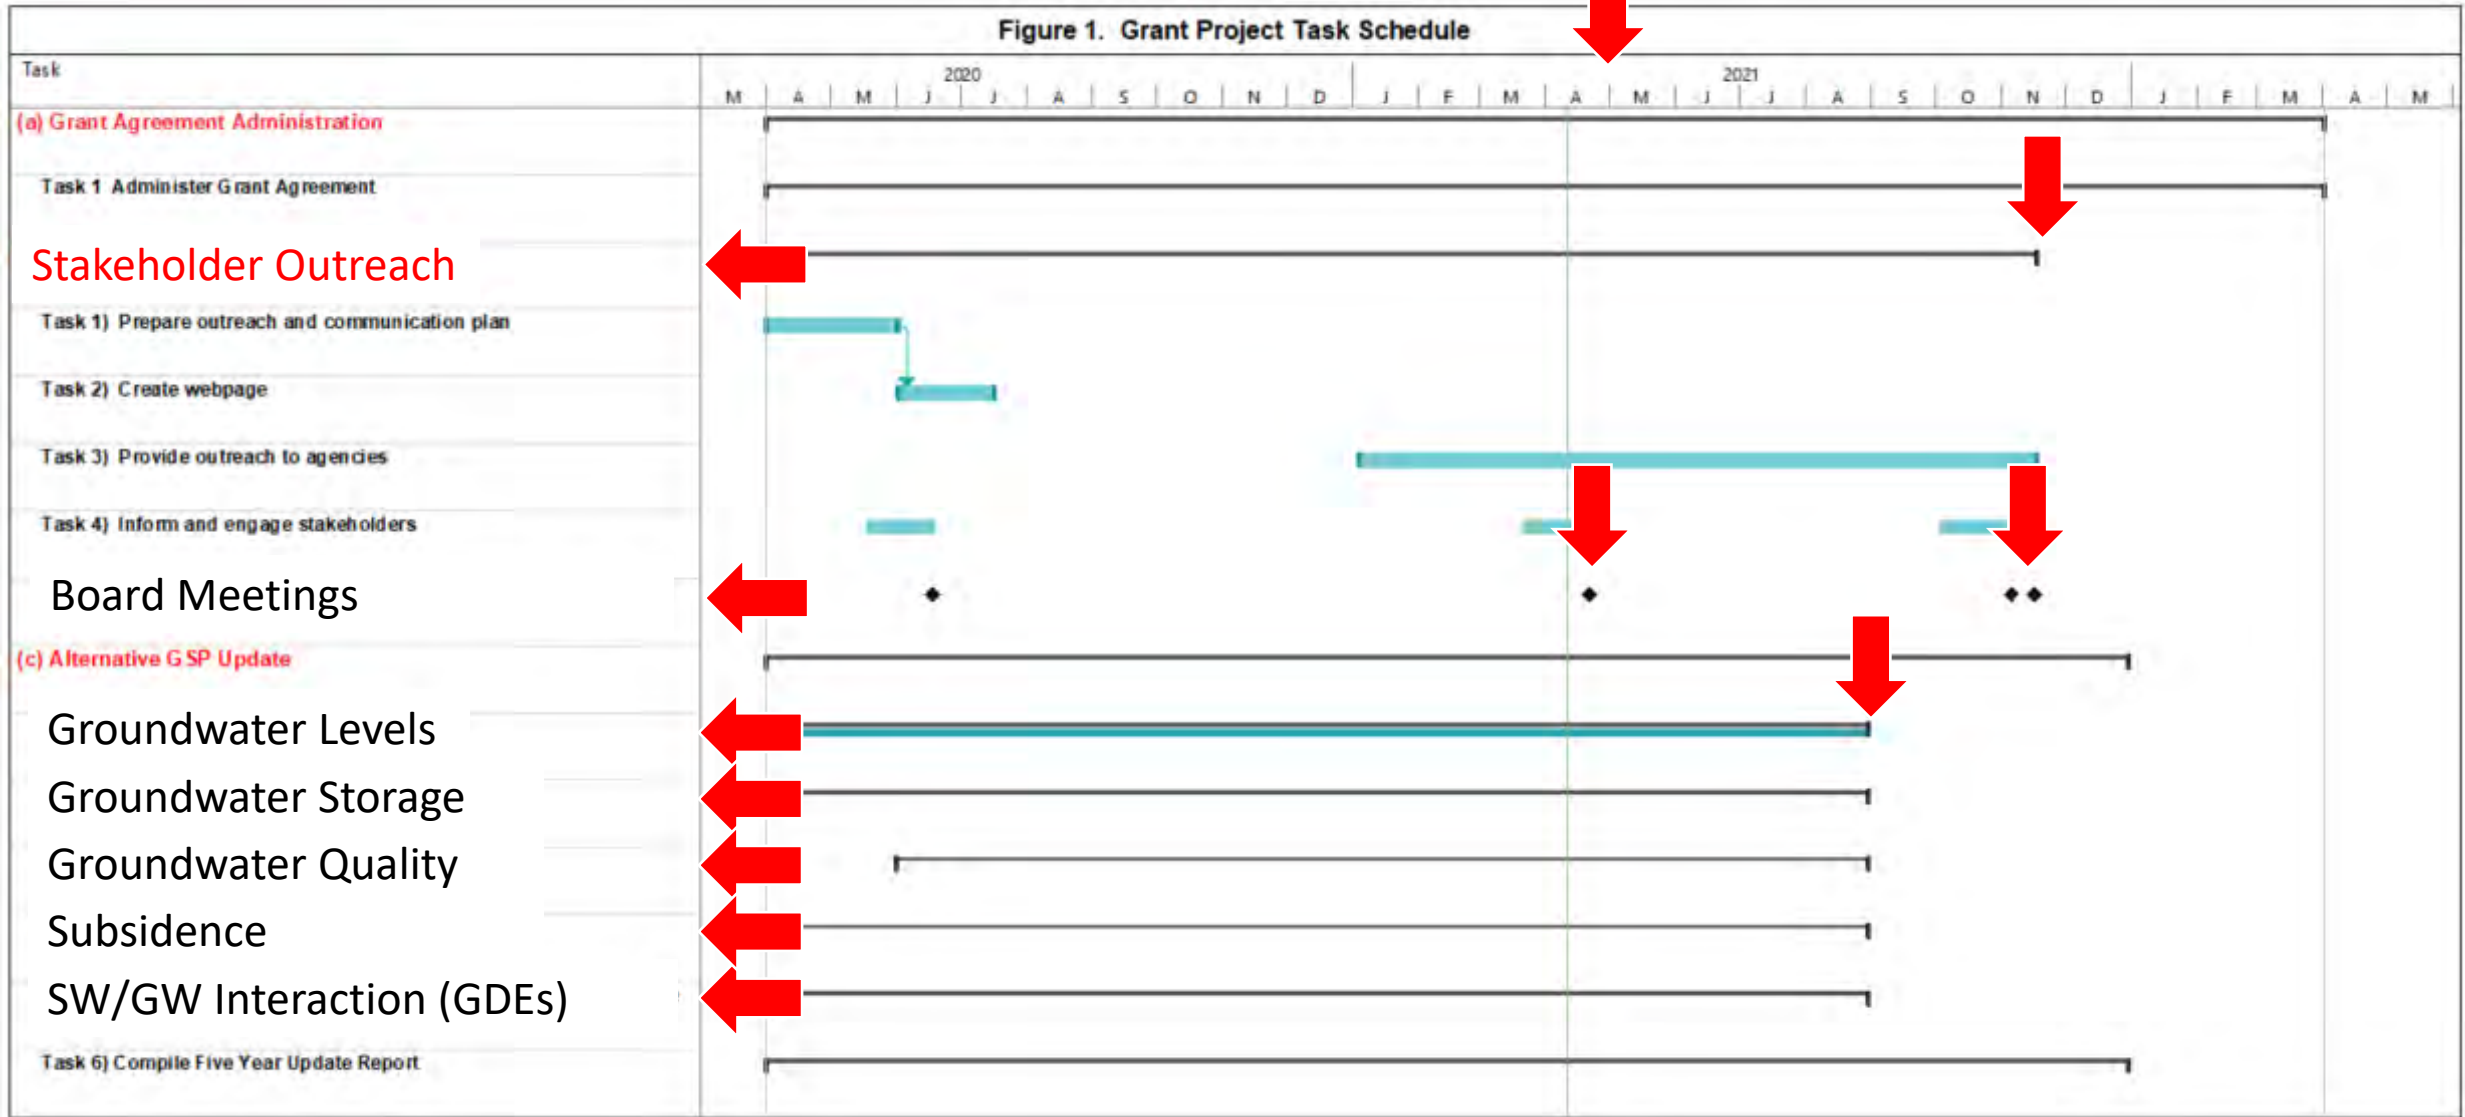 Figure 1. Grant Project Task Schedule
Task
2020
2021
M A M J J A S O N D J F M A M J J A S O N D J F M A M
(a) Grant Agreement Administration
Task 1 Administer Grant Agreement
Stakeholder Outreach
Task 1) Prepare outreach and communication plan
Task 2) Create webpage
Task 3) Provide outreach to agencies
Task 4) Inform and engage stakeholders
Board Meetings
(c) Alternative GSP Update
Groundwater Levels
Groundwater Storage
Groundwater Quality
Subsidence
SW/GW Interaction (GDEs)
Task 6) Compile Five Year Update Report